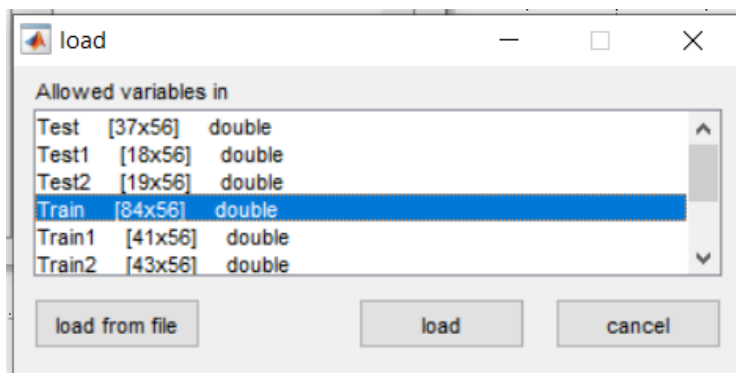 load
Allowed variables in
Test [37x56] double
Test1 [18x56] double
Test2 [19x56] double
Train [84x56] double
Train1 [41x56] double
Train2 [43x56] double
load from file load cancel